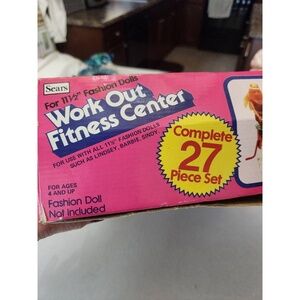 Sears
For 11½" Fashion Dolls
Work Out
Fitness Center
FOR USE WITH ALL 11½" FASHION DOLLS
SUCH AS LINDSEY, BARBIE, SINDY.
Complete
27
Piece Set
FOR AGES
4 AND UP
Fashion Doll
Not Included